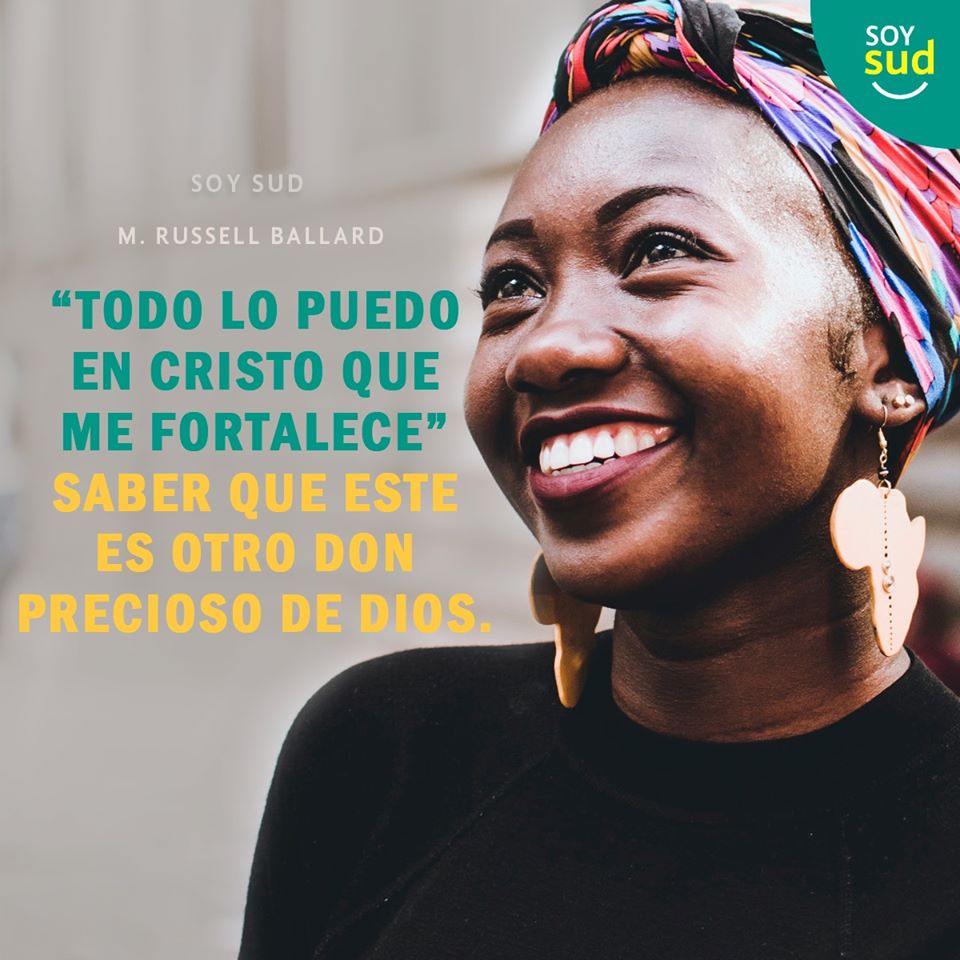 SOY
sud
SOY SUD
M. RUSSELL BALLARD
“TODO LO PUEDO
EN CRISTO QUE
ME FORTALECE”
SABER QUE ESTE
ES OTRO DON
PRECIOSO DE DIOS.